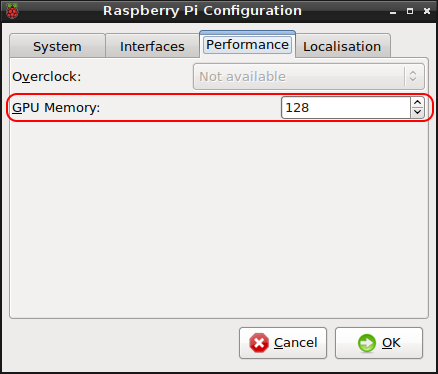 Raspberry Pi Configuration
System Interfaces Performance Localisation
Overclock: Not available
GPU Memory: 128
Cancel OK